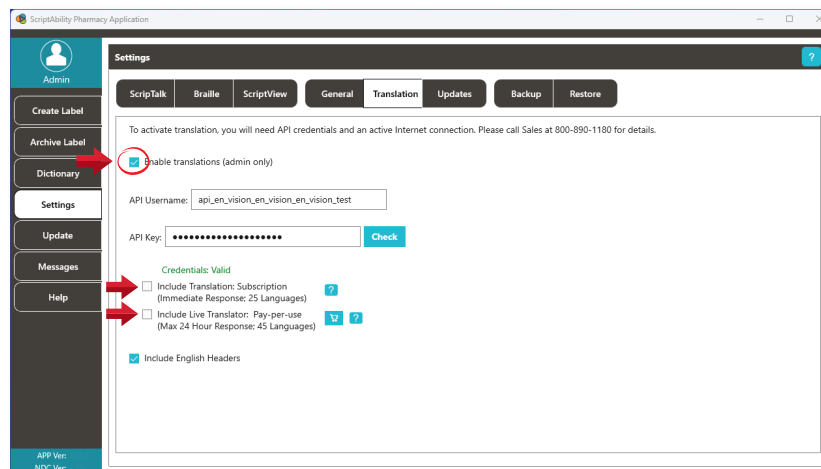 ScriptAbility Pharmacy Application
Admin
Create Label
Archive Label
Dictionary
Settings
Update
Messages
Help
APP Ver:
NDC Ver:
Settings
?
ScripTalk Braille ScriptView General Translation Updates Backup Restore
To activate translation, you will need API credentials and an active Internet connection. Please call Sales at 800-890-1180 for details.
Enable translations (admin only)
API Username: api_en_vision_en_vision_en_vision_test
API Key: ●●●●●●●●●●●●●●●●●●● Check
Credentials: Valid
Include Translation: Subscription ?
(Immediate Response; 25 Languages)
Include Live Translator: Pay-per-use ?
(Max 24 Hour Response; 45 Languages)
Include English Headers